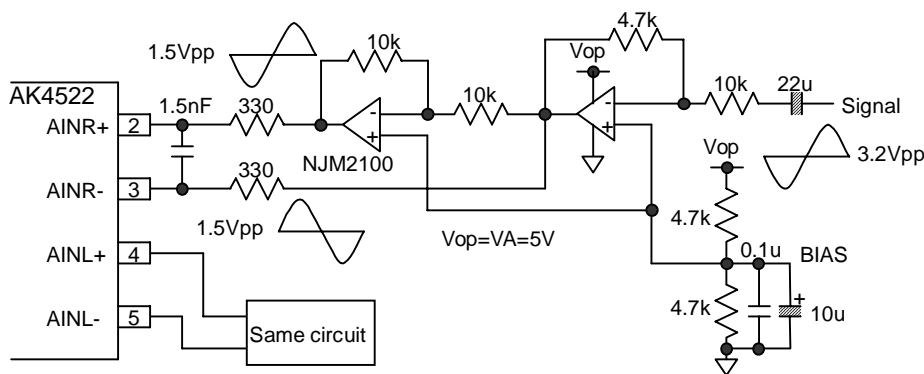 4.7k
10k
1.5Vpp
Vop
22u
AK4522
1.5nF
330
10k
10k
Signal
AINR+
2
-
+
-
+
NJM2100
Vop
3.2Vpp
330
AINR-
3
4.7k
1.5Vpp
Vop=VA=5V
0.1u
BIAS
AINL+
4
4.7k
+
10u
AINL-
5
Same circuit